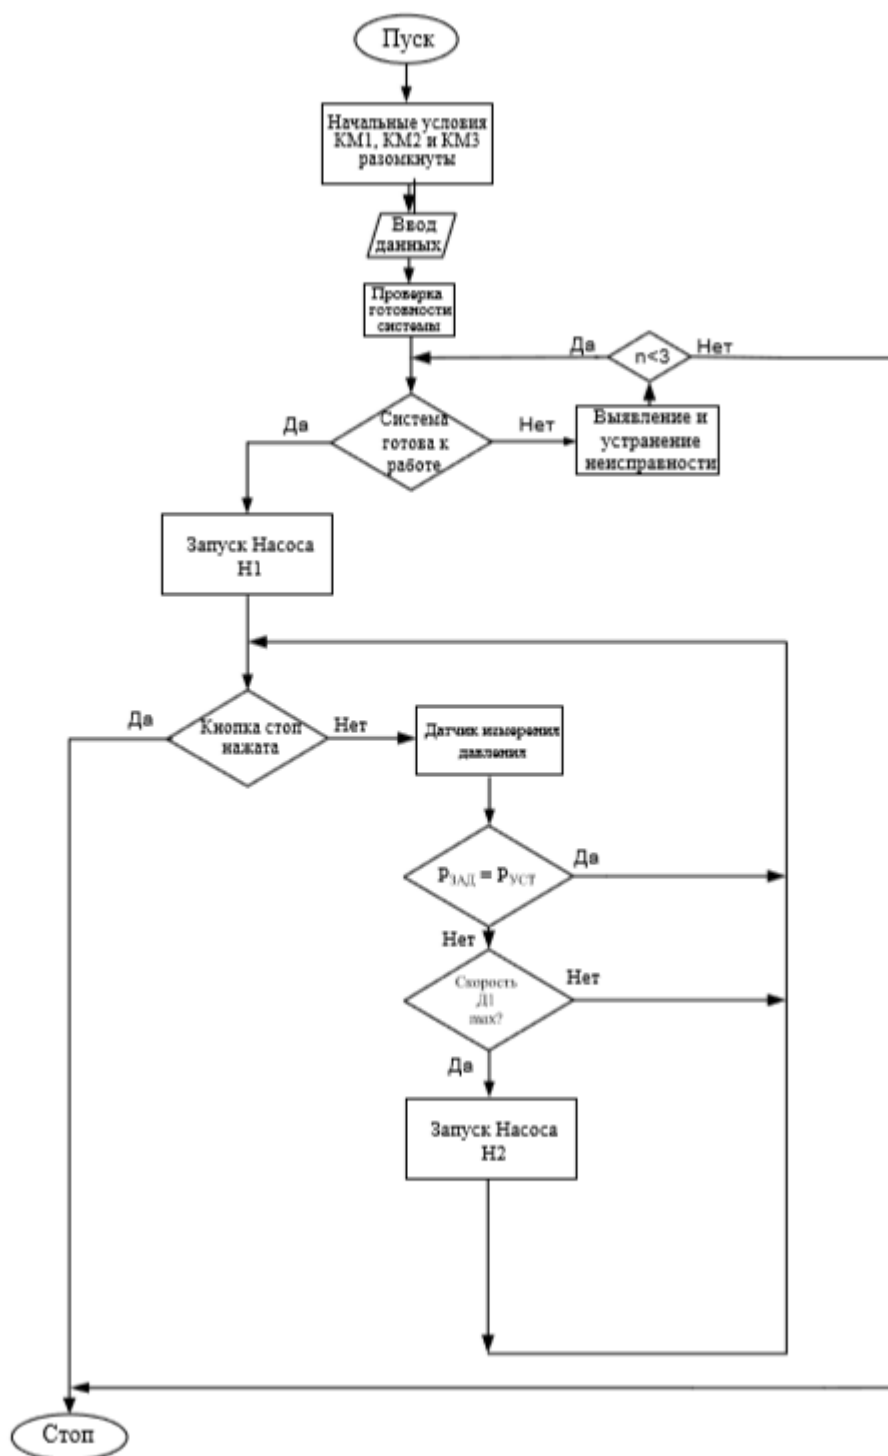 Пуск
Начальные условия
КМ1, КМ2 и КМ3
разомкнуты
Ввод
данных
Проверка
готовности
системы
Да
n<3
Нет
Да
Система
готова к
работе
Нет
Выявление и
устранение
неисправности
Запуск Насоса
Н1
Да
Кнопка стоп
нажата
Нет
Датчик измерения
давления
PЗАД = PУСТ
Да
Нет
Скорость
Д1
max?
Нет
Да
Запуск Насоса
Н2
Стоп